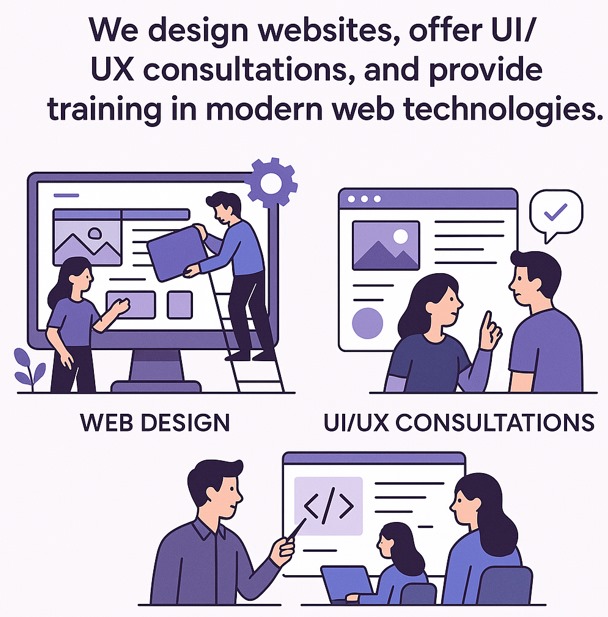 We design websites, offer UI/
UX consultations, and provide
training in modern web technologies.
WEB DESIGN
UI/UX CONSULTATIONS
</>